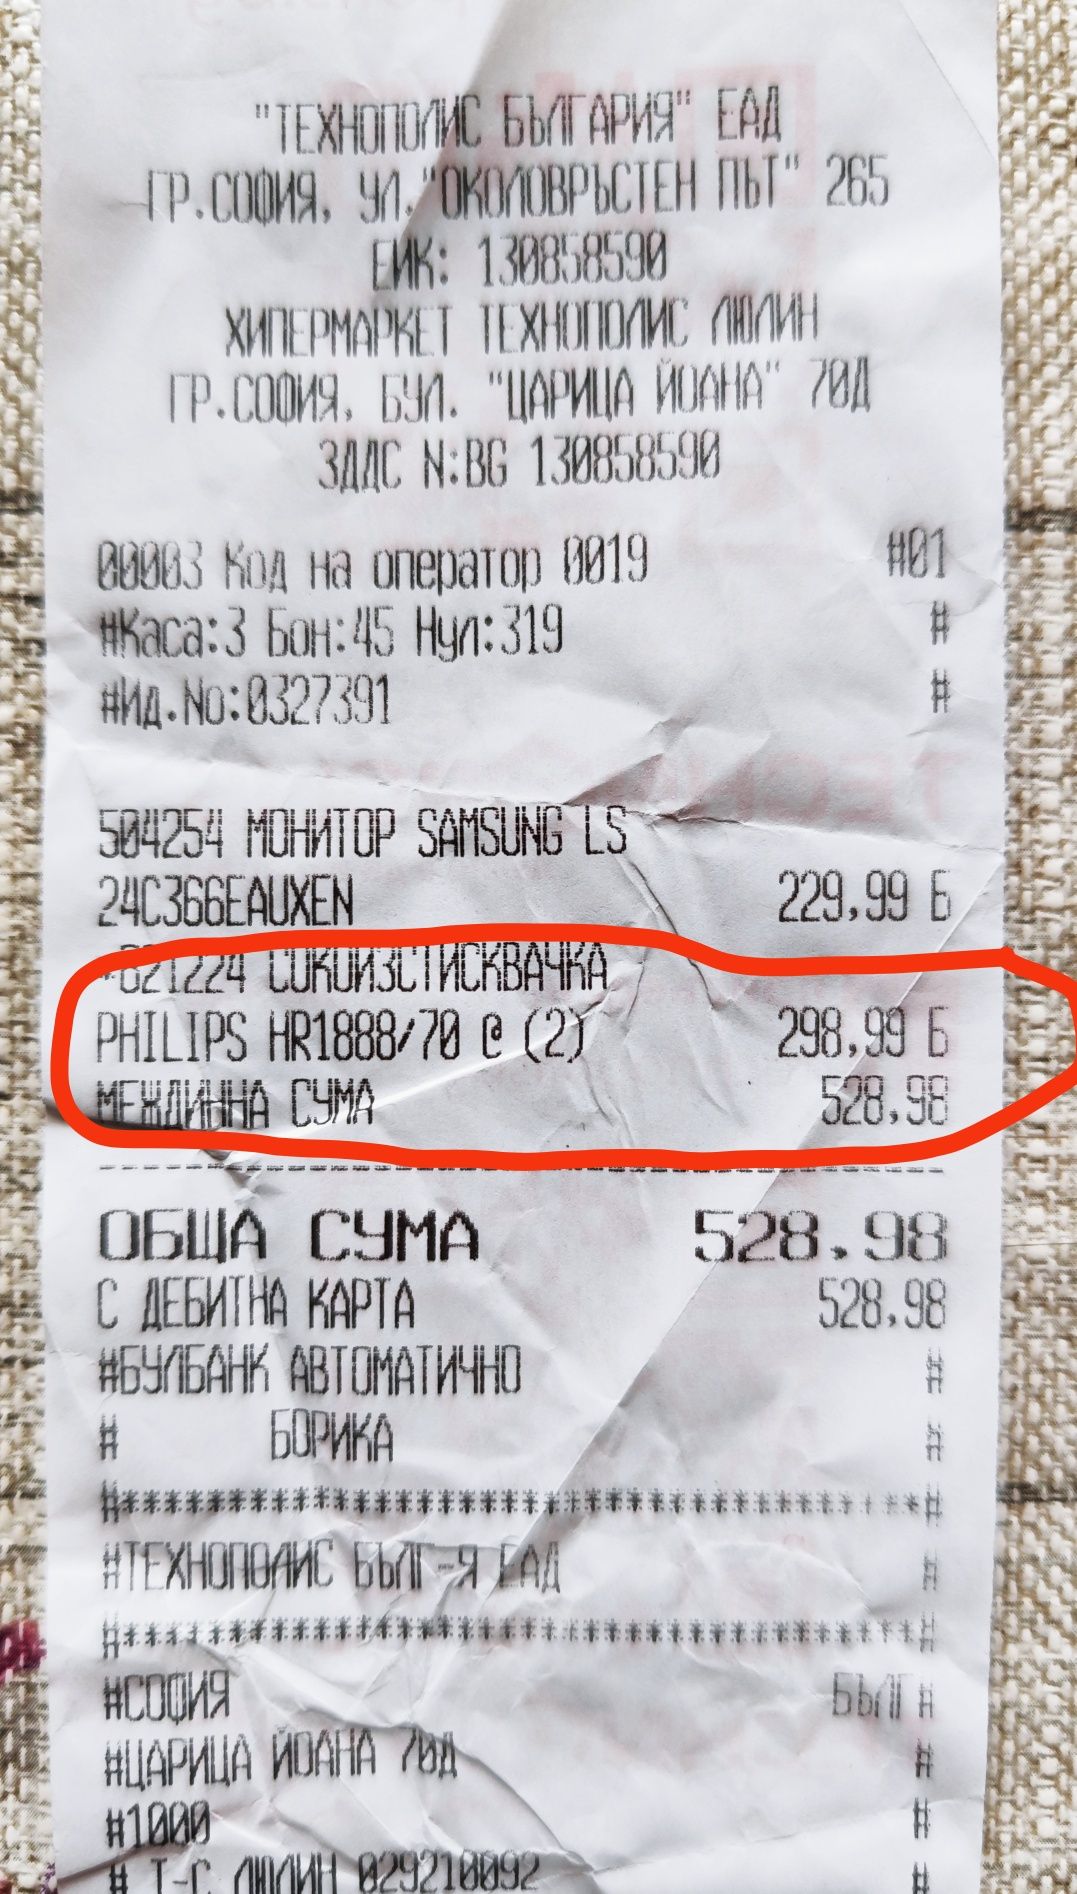 "ТЕХНОПОЛИС БЪЛГАРИЯ" ЕАД
ГР.СОФИЯ, УЛ."ОКОЛОВРЪСТЕН ПЪТ" 265
ЕИК: 130858590
ХИПЕРМАРКЕТ ТЕХНОПОЛИС ЛЮЛИН
ГР.СОФИЯ, БУЛ. "ЦАРИЦА ЙОАНА" 70Д
ЗДДС N:BG 130858590
00003 Код на оператор 0019 #01
#Каса:3 Бон:45 Нул:319 #
#Ид.No:0327391 #
504254 МОНИТОР SAMSUNG LS
24C366EAUXEN 229,99 Б
621224 СОКОИЗСТИСКВАЧКА
PHILIPS HR1888/70 @ (2) 298,99 Б
МЕЖДИННА СУМА 528,98
ОБЩА СУМА 528.98
С ДЕБИТНА КАРТА 528,98
#БУЛБАНК АВТОМАТИЧНО #
# БОРИКА #
#**************************************#
#ТЕХНОПОЛИС БЪЛГ-Я ЕАД #
#**************************************#
#СОФИЯ БЪЛГ#
#ЦАРИЦА ЙОАНА 70Д #
#1000 #
# Т-С ЛЮЛИН 029210092 #